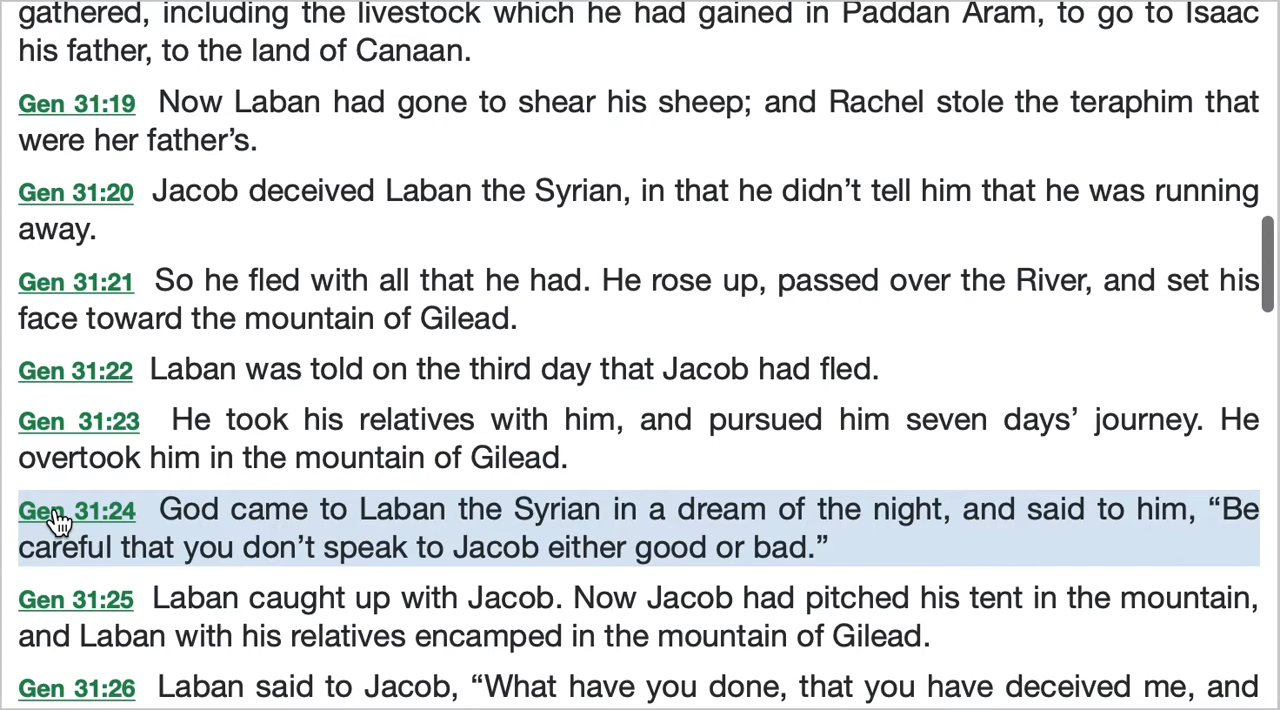 gathered, including the livestock which he had gained in Paddan Aram, to go to Isaac
his father, to the land of Canaan.
Gen 31:19 Now Laban had gone to shear his sheep; and Rachel stole the teraphim that
were her father’s.
Gen 31:20 Jacob deceived Laban the Syrian, in that he didn’t tell him that he was running
away.
Gen 31:21 So he fled with all that he had. He rose up, passed over the River, and set his
face toward the mountain of Gilead.
Gen 31:22 Laban was told on the third day that Jacob had fled.
Gen 31:23 He took his relatives with him, and pursued him seven days’ journey. He
overtook him in the mountain of Gilead.
Gen 31:24 God came to Laban the Syrian in a dream of the night, and said to him, “Be
careful that you don’t speak to Jacob either good or bad.”
Gen 31:25 Laban caught up with Jacob. Now Jacob had pitched his tent in the mountain,
and Laban with his relatives encamped in the mountain of Gilead.
Gen 31:26 Laban said to Jacob, “What have you done, that you have deceived me, and